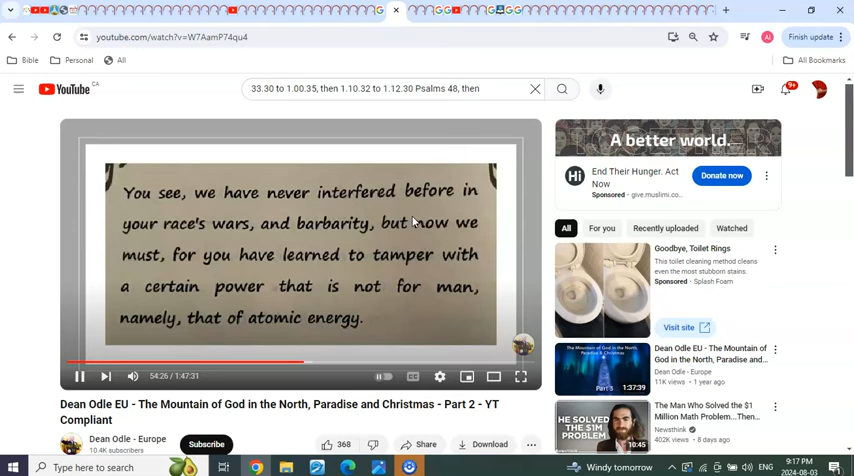 Finish update
youtube.com/watch?v=W7AamP74qu4
Bible
Personal
All
All Bookmarks
YouTube CA
33.30 to 1.00.35, then 1.10.32 to 1.12.30 Psalms 48, then
9+
AI
You see, we have never interfered before in
your race's wars, and barbarity, but now we
must, for you have learned to tamper with
a certain power that is not for man,
namely, that of atomic energy.
54:26 / 1:47:31
CC
Dean Odle EU - The Mountain of God in the North, Paradise and Christmas - Part 2 - YT
Compliant
Dean Odle - Europe
10.4K subscribers
Subscribe
368
Share
Download
A better world.
Hi
End Their Hunger. Act
Now
Sponsored · give.muslimi.co...
Donate now
All
For you
Recently uploaded
Watched
Goodbye, Toilet Rings
This toilet cleaning method cleans
even the most stubborn stains.
Sponsored · Splash Foam
Visit site
The Mountain of God in the North,
Paradise & Christmas
Part 3
1:37:39
Dean Odle EU - The Mountain of
God in the North, Paradise and...
Dean Odle - Europe
11K views · 1 year ago
HE SOLVED
THE $1M
PROBLEM
10:45
The Man Who Solved the $1
Million Math Problem...Then...
Newsthink
402K views · 8 days ago
Type here to search
Windy tomorrow
ENG
9:17 PM
2024-08-03